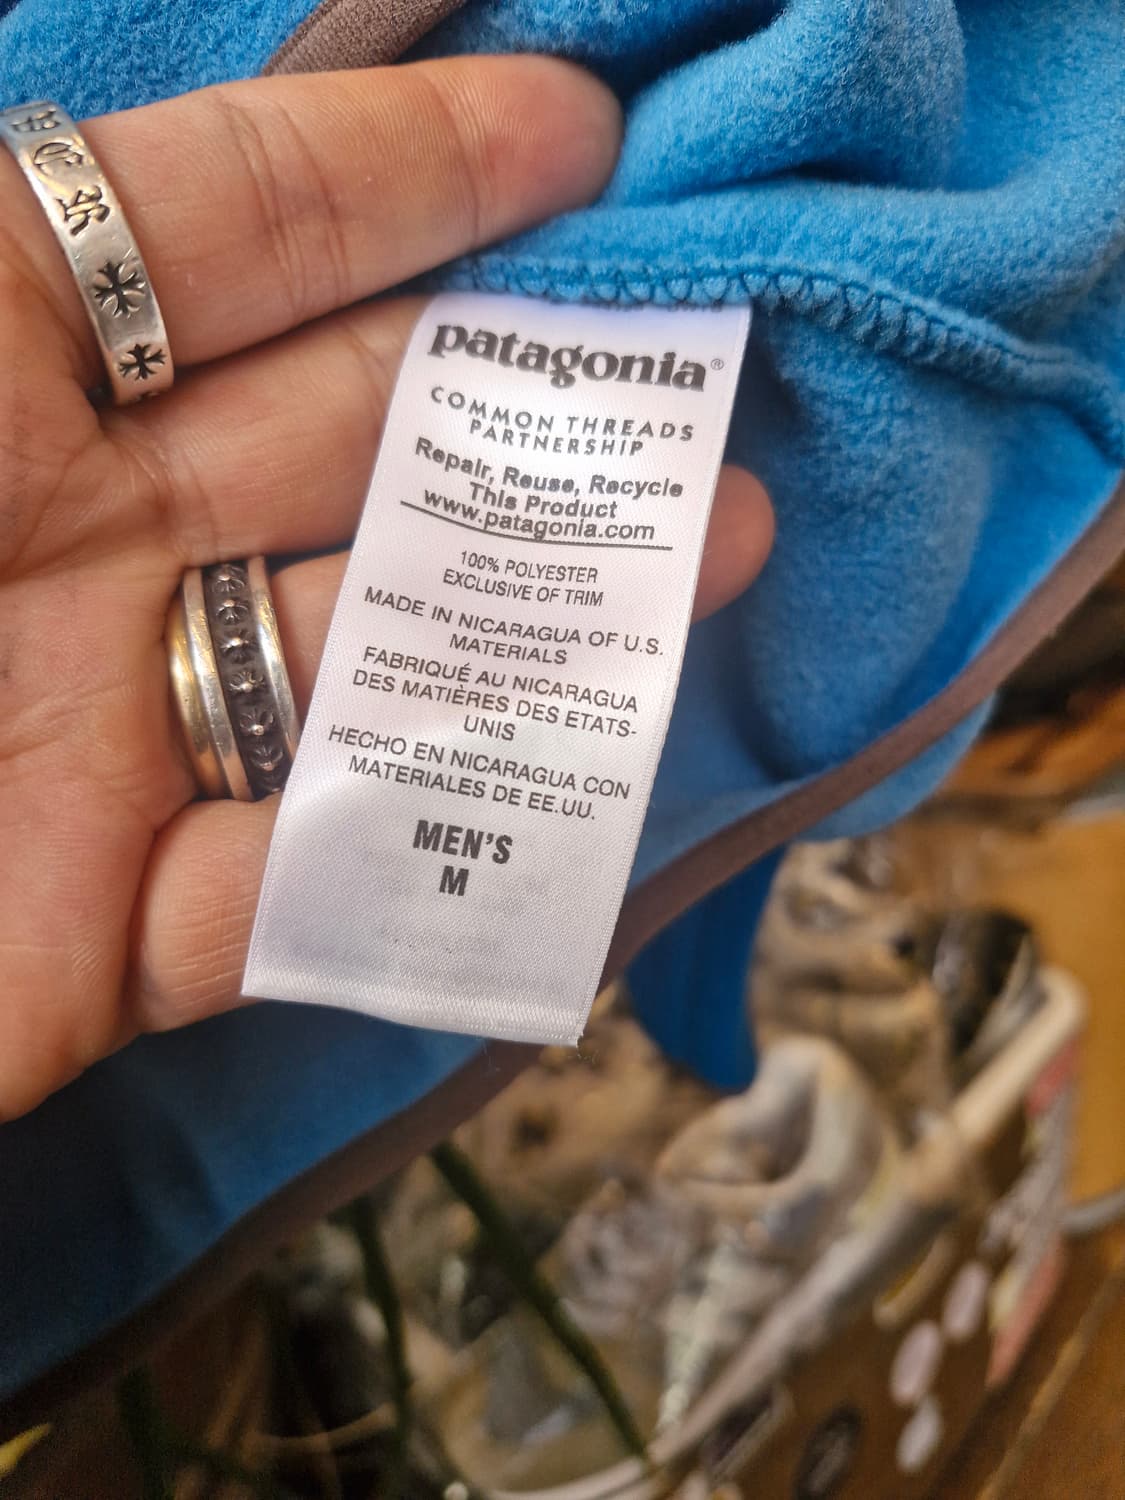 patagonia®
COMMON THREADS
PARTNERSHIP
Repair, Reuse, Recycle
This Product
www.patagonia.com
100% POLYESTER
EXCLUSIVE OF TRIM
MADE IN NICARAGUA OF U.S.
MATERIALS
FABRIQUÉ AU NICARAGUA
DES MATIÈRES DES ETATS-
UNIS
HECHO EN NICARAGUA CON
MATERIALES DE EE.UU.
MEN'S
M